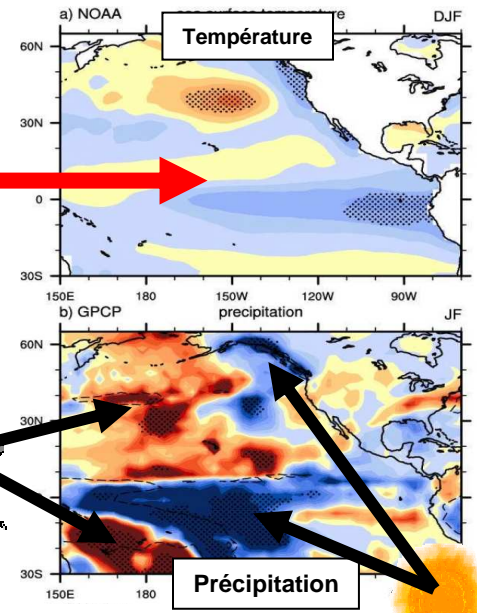 a) NOAA DJF
Température
60N
30N
0
30S
150E 180 150W 120W 90W
b) GPCP precipitation JF
60N
30N
30S
150E 180
Précipitation